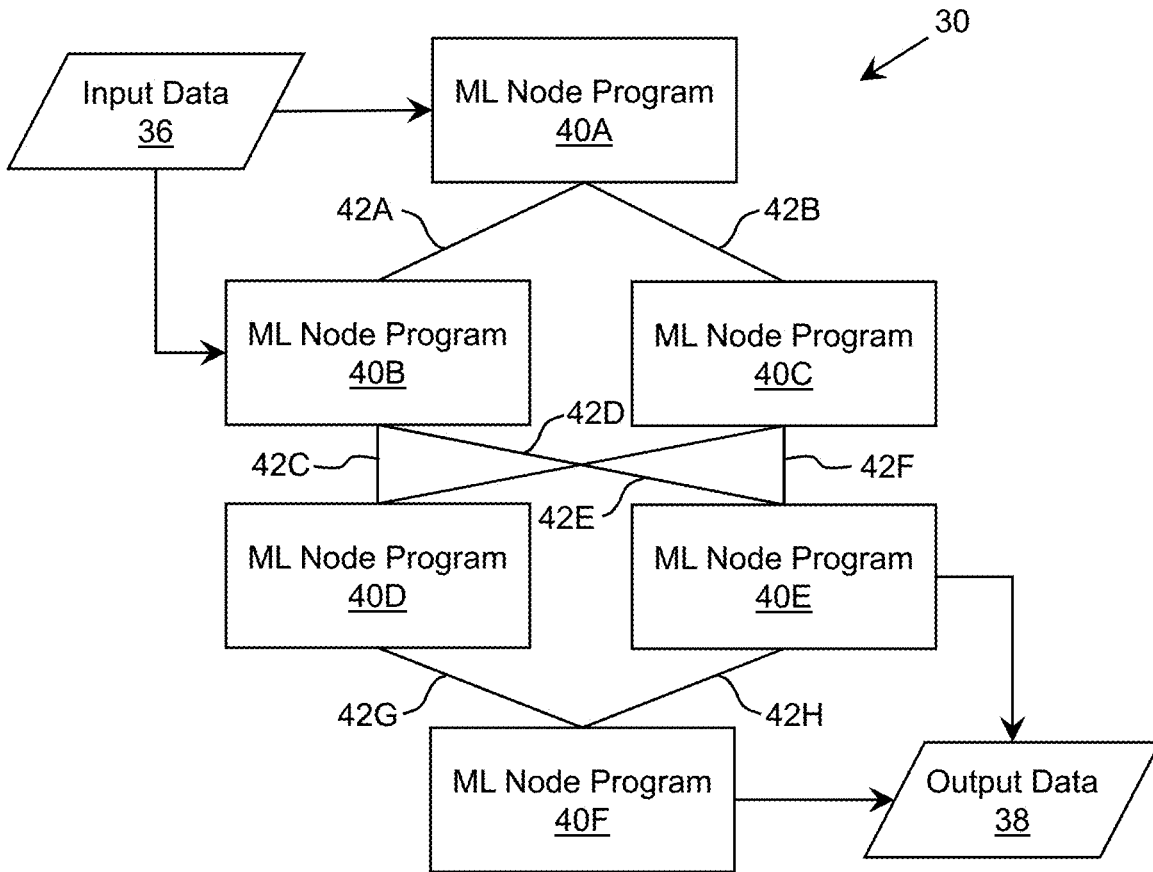 30
Input Data
36
ML Node Program
40A
42A
42B
ML Node Program
40B
ML Node Program
40C
42D
42C
42F
42E
ML Node Program
40D
ML Node Program
40E
42G
42H
ML Node Program
40F
Output Data
38